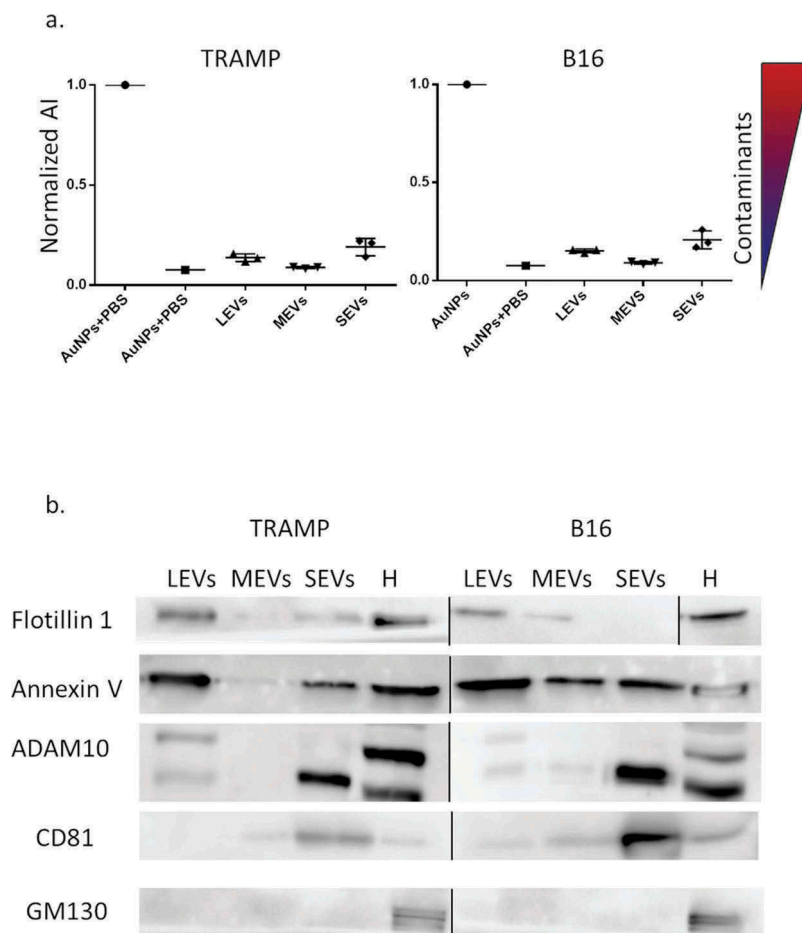 a.
TRAMP
B16
Normalized AI
1.0
0.5
0.0
AuNPs+PBS
AuNPs+PBS
LEVs
MEVs
SEVs
1.0
0.5
0.0
AuNPs
AuNPs+PBS
LEVs
MEVS
SEVs
Contaminants
b.
TRAMP
B16
LEVs MEVs SEVs H LEVs MEVs SEVs H
Flotillin 1
Annexin V
ADAM10
CD81
GM130